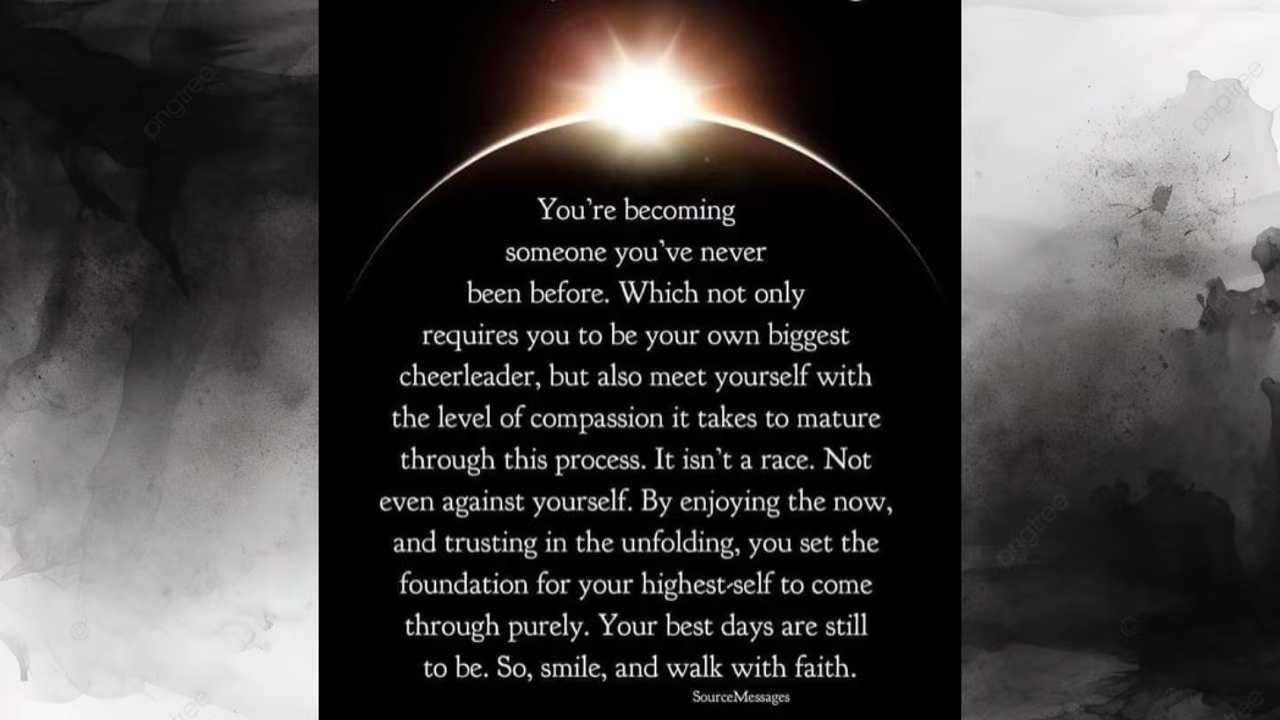 You're becoming
someone you've never
been before. Which not only
requires you to be your own biggest
cheerleader, but also meet yourself with
the level of compassion it takes to mature
through this process. It isn't a race. Not
even against yourself. By enjoying the now,
and trusting in the unfolding, you set the
foundation for your highest-self to come
through purely. Your best days are still
to be. So, smile, and walk with faith.
SourceMessages
pngtree
pngtree
pngtree